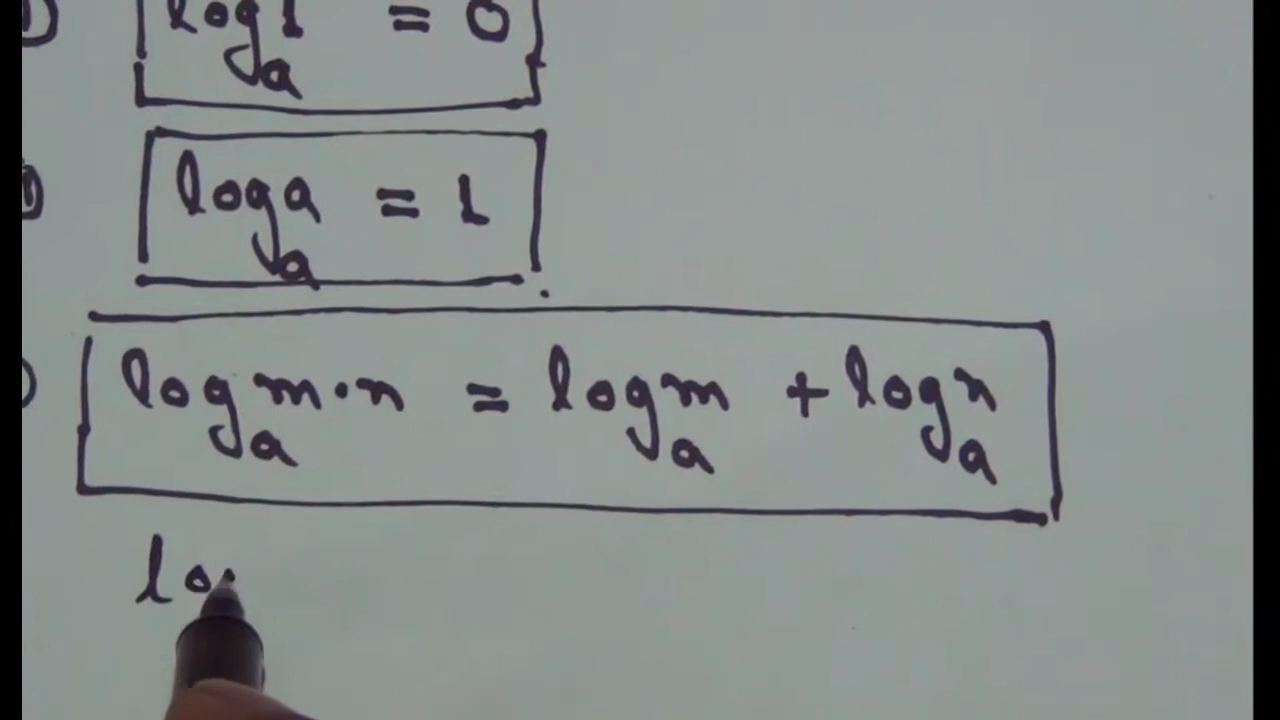 log_a 1 = 0
log_a a = 1
log_a m·n = log_a m + log_a n
lo